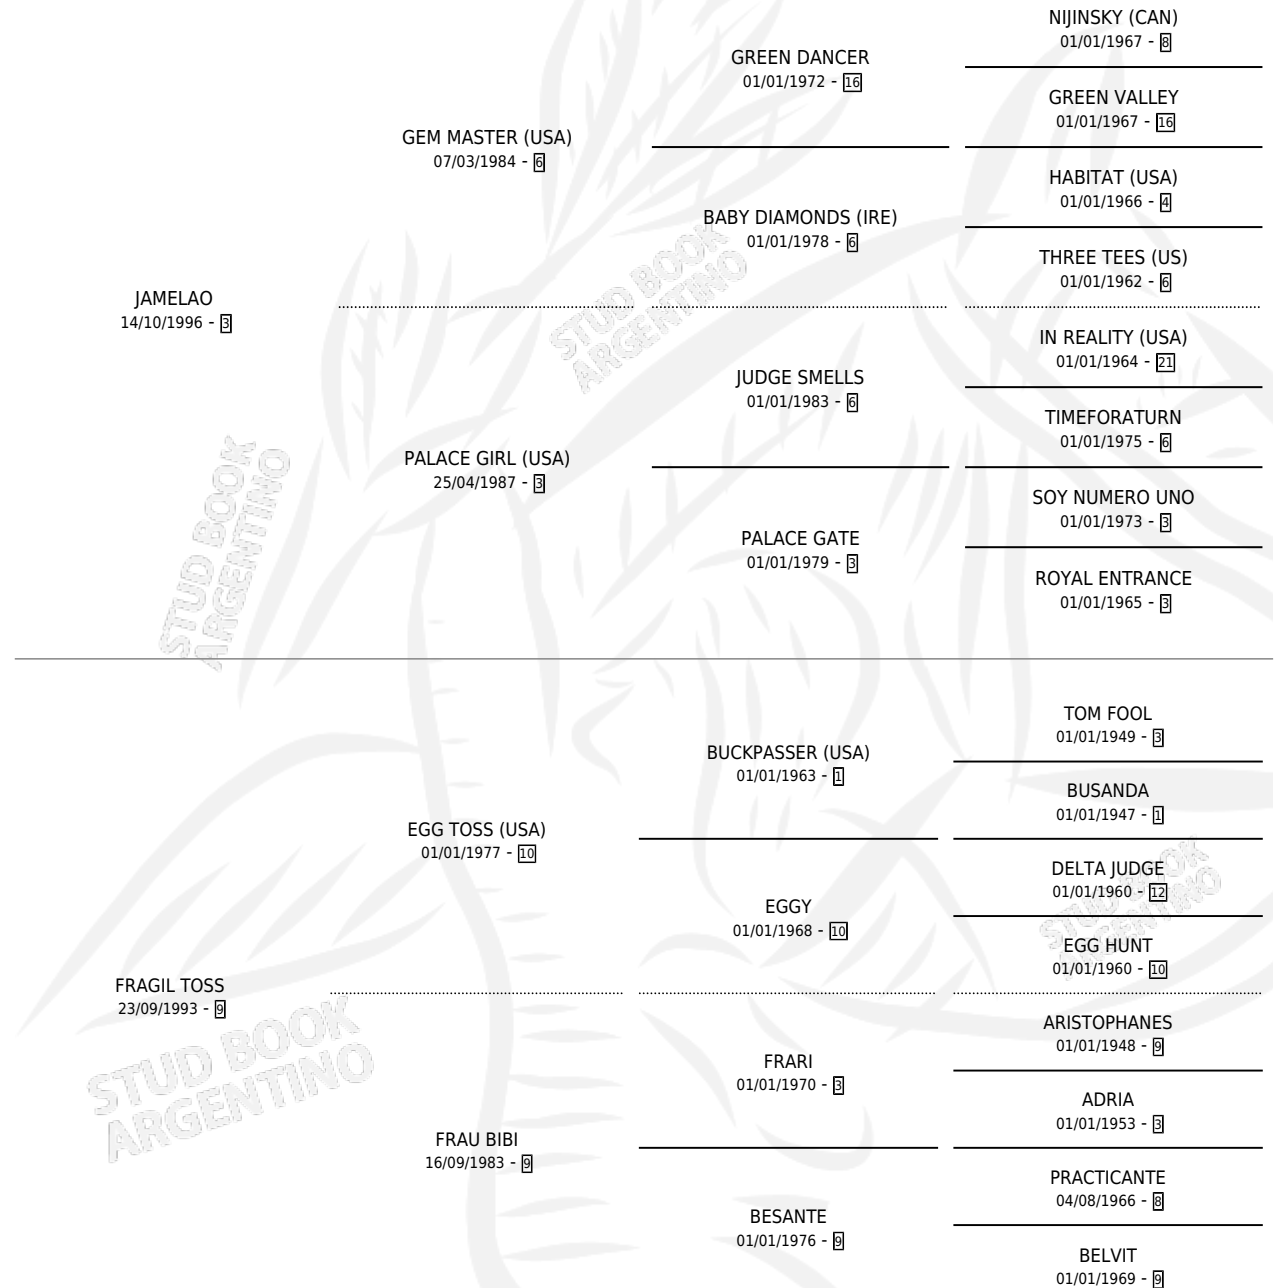 NIJINSKY (CAN)
01/01/1967 - 8
GREEN DANCER
01/01/1972 - 16
GREEN VALLEY
01/01/1967 - 16
GEM MASTER (USA)
07/03/1984 - 6
HABITAT (USA)
01/01/1966 - 4
BABY DIAMONDS (IRE)
01/01/1978 - 6
THREE TEES (US)
01/01/1962 - 6
JAMELAO
14/10/1996 - 3
STUD BOOK
ARGENTINO
IN REALITY (USA)
01/01/1964 - 21
JUDGE SMELLS
01/01/1983 - 6
TIMEFORATURN
01/01/1975 - 6
PALACE GIRL (USA)
25/04/1987 - 3
SOY NUMERO UNO
01/01/1973 - 3
PALACE GATE
01/01/1979 - 3
ROYAL ENTRANCE
01/01/1965 - 3
STUD BOOK
ARGENTINO
TOM FOOL
01/01/1949 - 3
BUCKPASSER (USA)
01/01/1963 - 1
BUSANDA
01/01/1947 - 1
EGG TOSS (USA)
01/01/1977 - 10
DELTA JUDGE
01/01/1960 - 12
EGGY
01/01/1968 - 10
EGG HUNT
01/01/1960 - 10
STUD BOOK
ARGENTINO
FRAGIL TOSS
23/09/1993 - 9
ARISTOPHANES
01/01/1948 - 9
FRARI
01/01/1970 - 3
ADRIA
01/01/1953 - 3
STUD BOOK
ARGENTINO
FRAU BIBI
16/09/1983 - 9
PRACTICANTE
04/08/1966 - 8
BESANTE
01/01/1976 - 9
BELVIT
01/01/1969 - 9